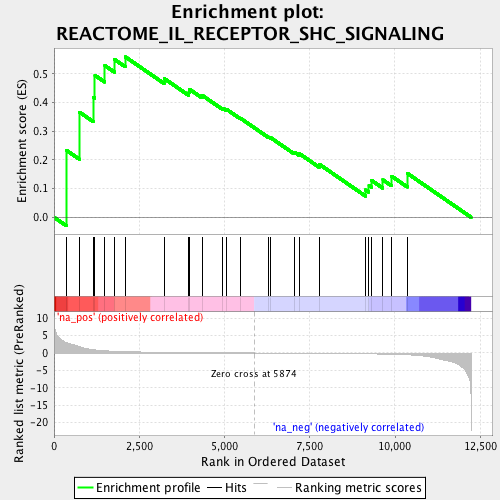 Enrichment plot:
REACTOME_IL_RECEPTOR_SHC_SIGNALING
Enrichment score (ES)
0.5
0.4
0.3
0.2
0.1
0.0
'na_pos' (positively correlated)
Ranked list metric (PreRanked)
10
5
0
-5
-10
-15
-20
Zero cross at 5874
'na_neg' (negatively correlated)
0
2,500
5,000
7,500
10,000
12,500
Rank in Ordered Dataset
Enrichment profile
Hits
Ranking metric scores